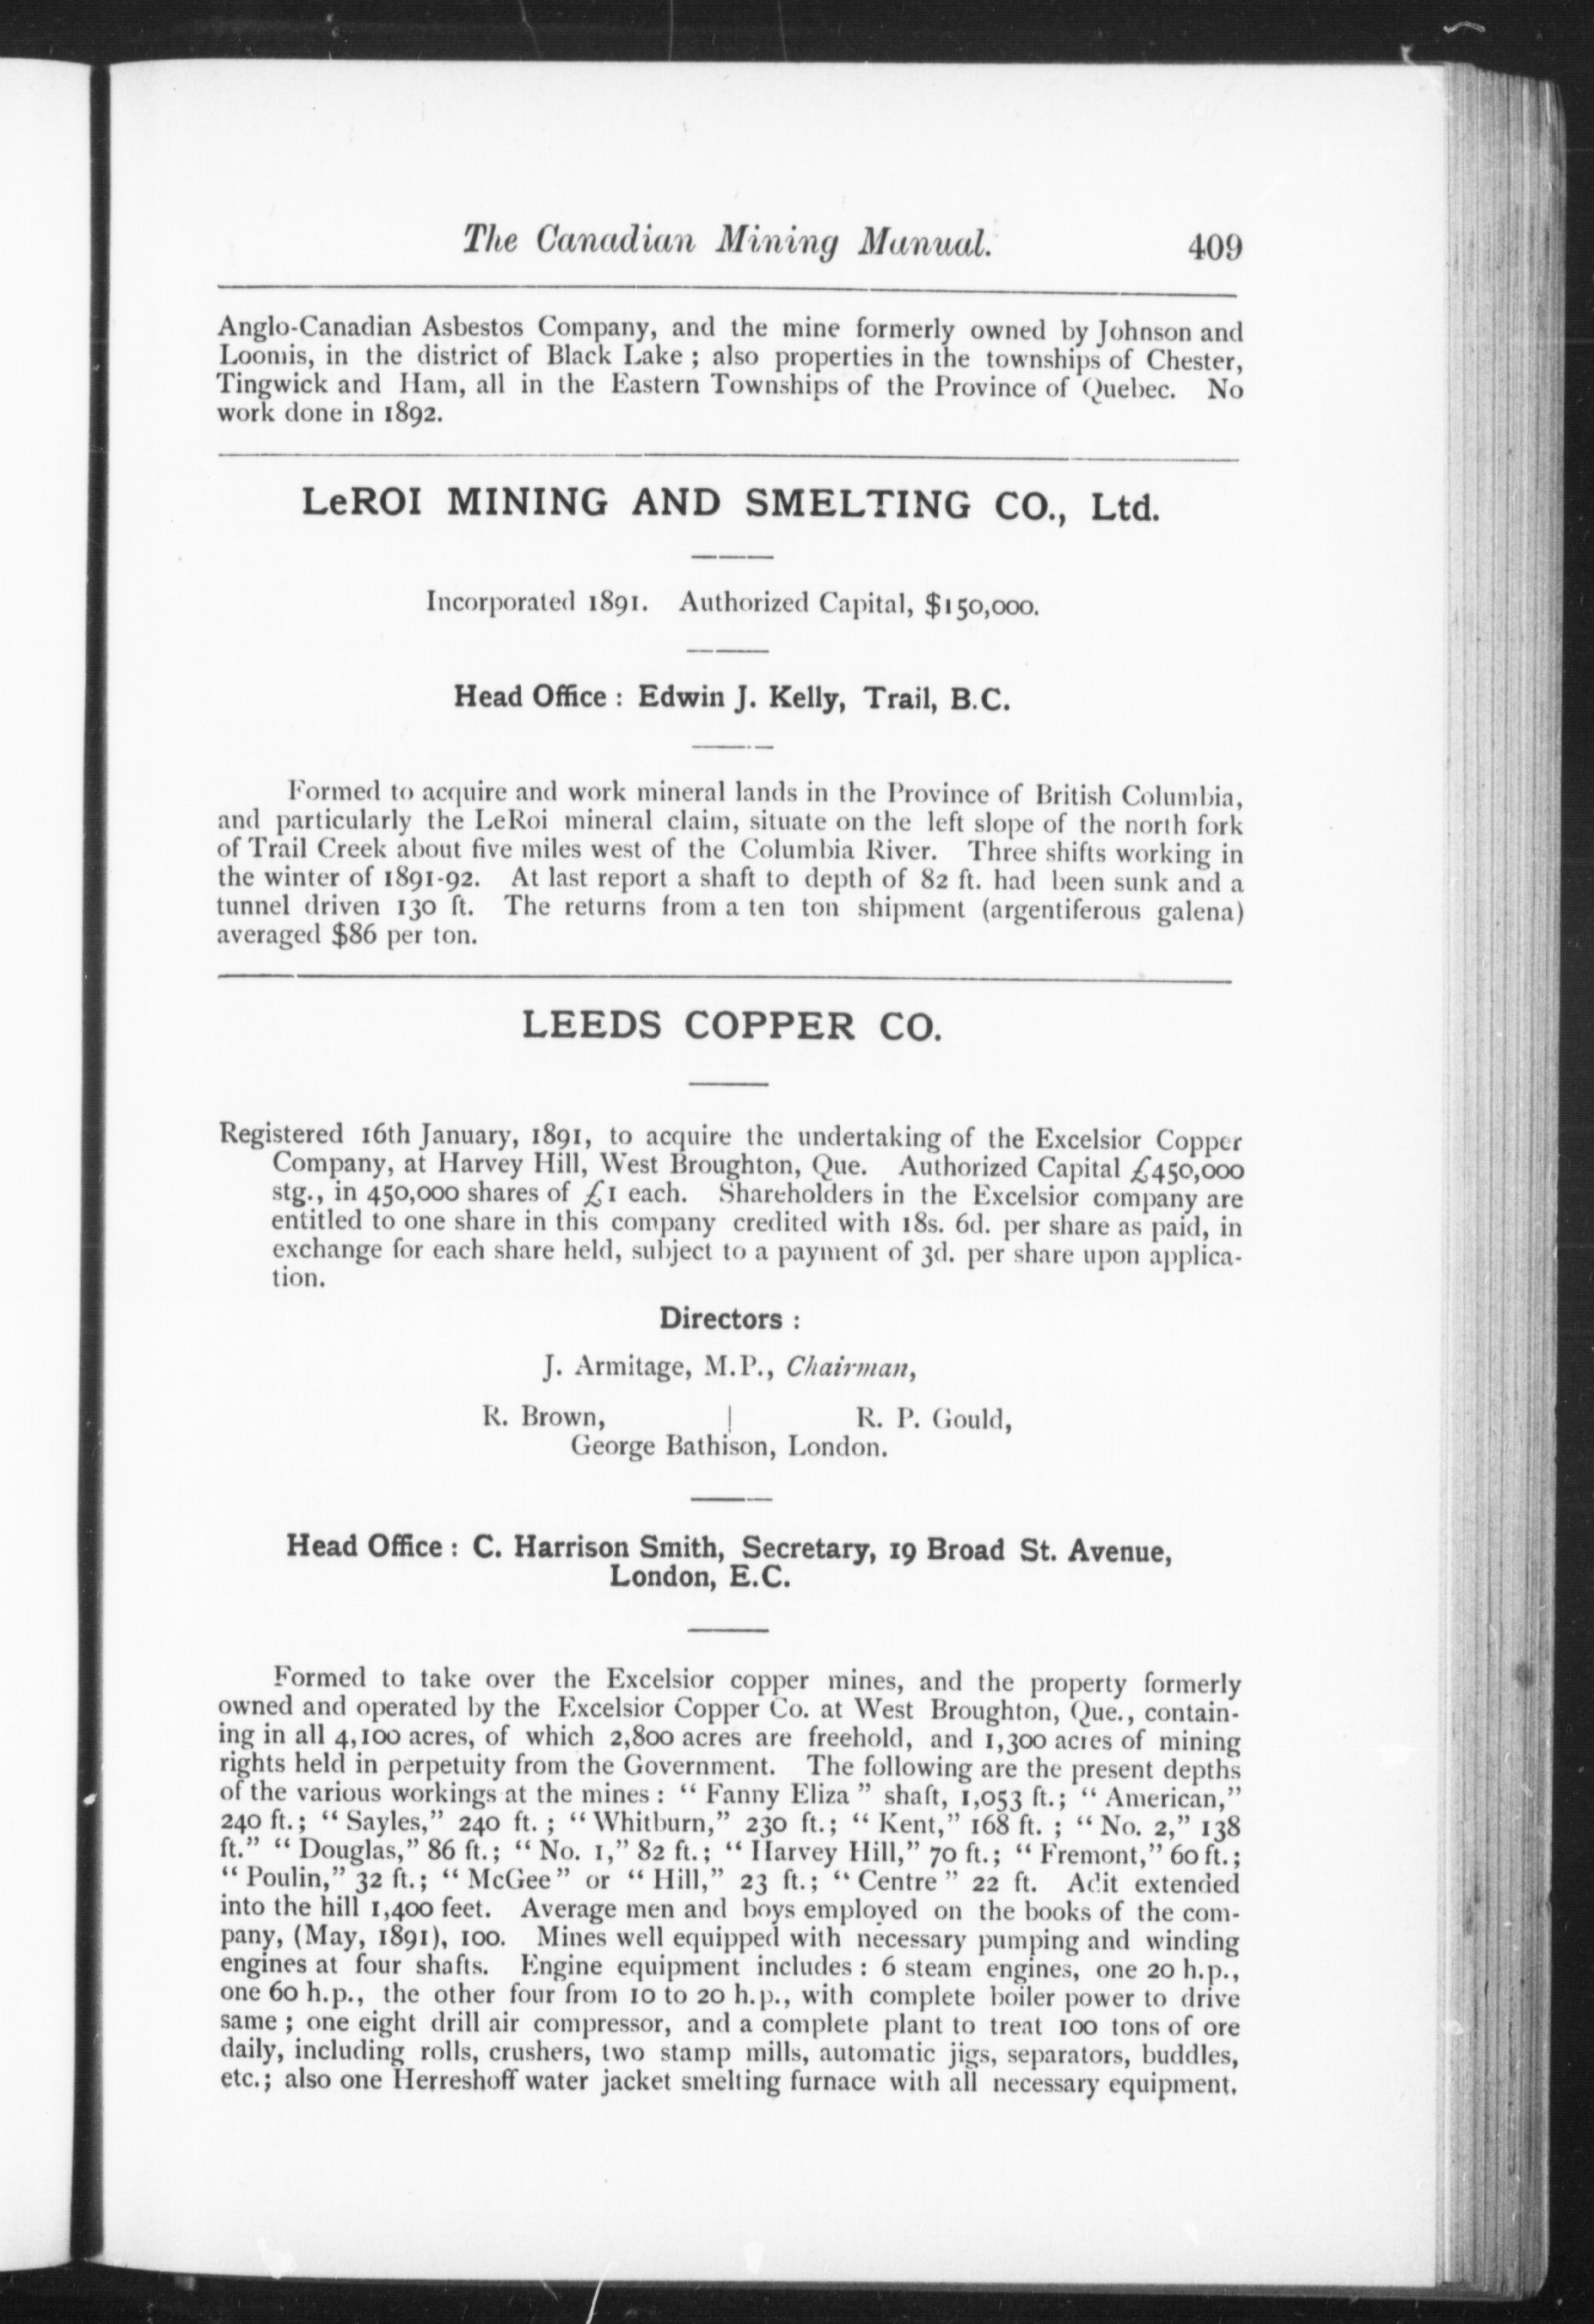 The Canadian Mining Manual. 409
Anglo-Canadian Asbestos Company, and the mine formerly owned by Johnson and
Loomis, in the district of Black Lake ; also properties in the townships of Chester,
Tingwick and Ham, all in the Eastern Townships of the Province of Quebec. No
work done in 1892.
LeROI MINING AND SMELTING CO., Ltd.
Incorporated 1891. Authorized Capital, $150,000.
Head Office : Edwin J. Kelly, Trail, B.C.
Formed to acquire and work mineral lands in the Province of British Columbia,
and particularly the LeRoi mineral claim, situate on the left slope of the north fork
of Trail Creek about five miles west of the Columbia River. Three shifts working in
the winter of 1891-92. At last report a shaft to depth of 82 ft. had been sunk and a
tunnel driven 130 ft. The returns from a ten ton shipment (argentiferous galena)
averaged $86 per ton.
LEEDS COPPER CO.
Registered 16th January, 1891, to acquire the undertaking of the Excelsior Copper
Company, at Harvey Hill, West Broughton, Que. Authorized Capital £450,000
stg., in 450,000 shares of £1 each. Shareholders in the Excelsior company are
entitled to one share in this company credited with 18s. 6d. per share as paid, in
exchange for each share held, subject to a payment of 3d. per share upon applica-
tion.
Directors :
J. Armitage, M.P., Chairman,
R. Brown, | R. P. Gould,
George Bathison, London.
Head Office : C. Harrison Smith, Secretary, 19 Broad St. Avenue,
London, E.C.
Formed to take over the Excelsior copper mines, and the property formerly
owned and operated by the Excelsior Copper Co. at West Broughton, Que., contain-
ing in all 4,100 acres, of which 2,800 acres are freehold, and 1,300 acres of mining
rights held in perpetuity from the Government. The following are the present depths
of the various workings at the mines : “ Fanny Eliza ” shaft, 1,053 ft.; “ American,”
240 ft.; “ Sayles,” 240 ft. ; “ Whitburn,” 230 ft.; “ Kent,” 168 ft. ; “ No. 2,” 138
ft.” “ Douglas,” 86 ft.; “ No. 1,” 82 ft.; “ Harvey Hill,” 70 ft.; “ Fremont,” 60 ft.;
“ Poulin,” 32 ft.; “ McGee” or “ Hill,” 23 ft.; “ Centre ” 22 ft. Adit extended
into the hill 1,400 feet. Average men and boys employed on the books of the com-
pany, (May, 1891), 100. Mines well equipped with necessary pumping and winding
engines at four shafts. Engine equipment includes : 6 steam engines, one 20 h.p.,
one 60 h.p., the other four from 10 to 20 h.p., with complete boiler power to drive
same ; one eight drill air compressor, and a complete plant to treat 100 tons of ore
daily, including rolls, crushers, two stamp mills, automatic jigs, separators, buddles,
etc.; also one Herreshoff water jacket smelting furnace with all necessary equipment.